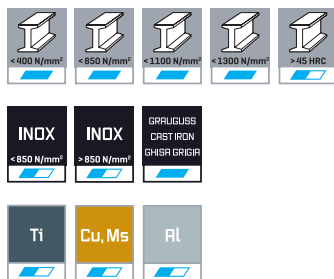 <400 N/mm² <850 N/mm² <1100 N/mm² <1300 N/mm² >45 HRC
INOX INOX GRAUGUSS
CAST IRON
GHISA GRIGIA
<850 N/mm² >850 N/mm²
Ti Cu, Ms Al